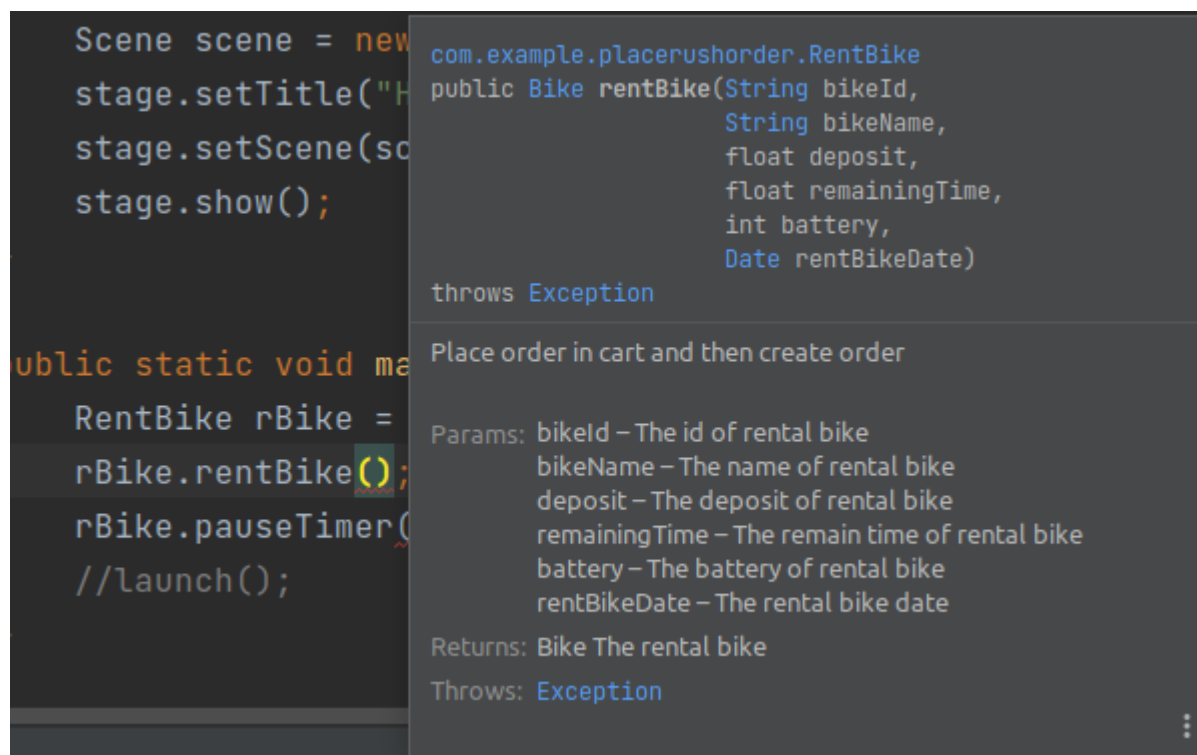 Scene scene = new
stage.setTitle("H
stage.setScene(sc
stage.show();
ublic static void ma
RentBike rBike =
rBike.rentBike();
rBike.pauseTimer(
//launch();
com.example.placerushorder.RentBike
public Bike rentBike(String bikeId,
String bikeName,
float deposit,
float remainingTime,
int battery,
Date rentBikeDate)
throws Exception
Place order in cart and then create order
Params: bikeId – The id of rental bike
bikeName – The name of rental bike
deposit – The deposit of rental bike
remainingTime – The remain time of rental bike
battery – The battery of rental bike
rentBikeDate – The rental bike date
Returns: Bike The rental bike
Throws: Exception